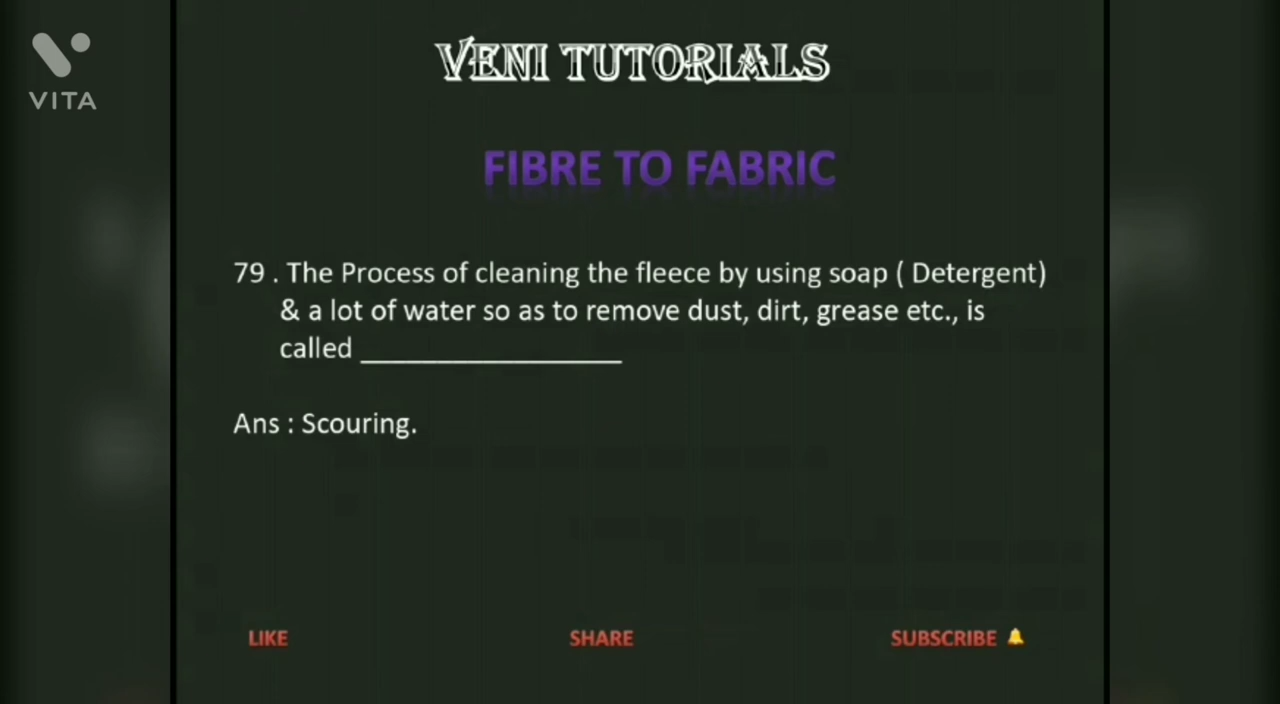 VITA
VENI TUTORIALS
FIBRE TO FABRIC
79 . The Process of cleaning the fleece by using soap ( Detergent)
& a lot of water so as to remove dust, dirt, grease etc., is
called ___________________
Ans : Scouring.
LIKE SHARE SUBSCRIBE 🔔